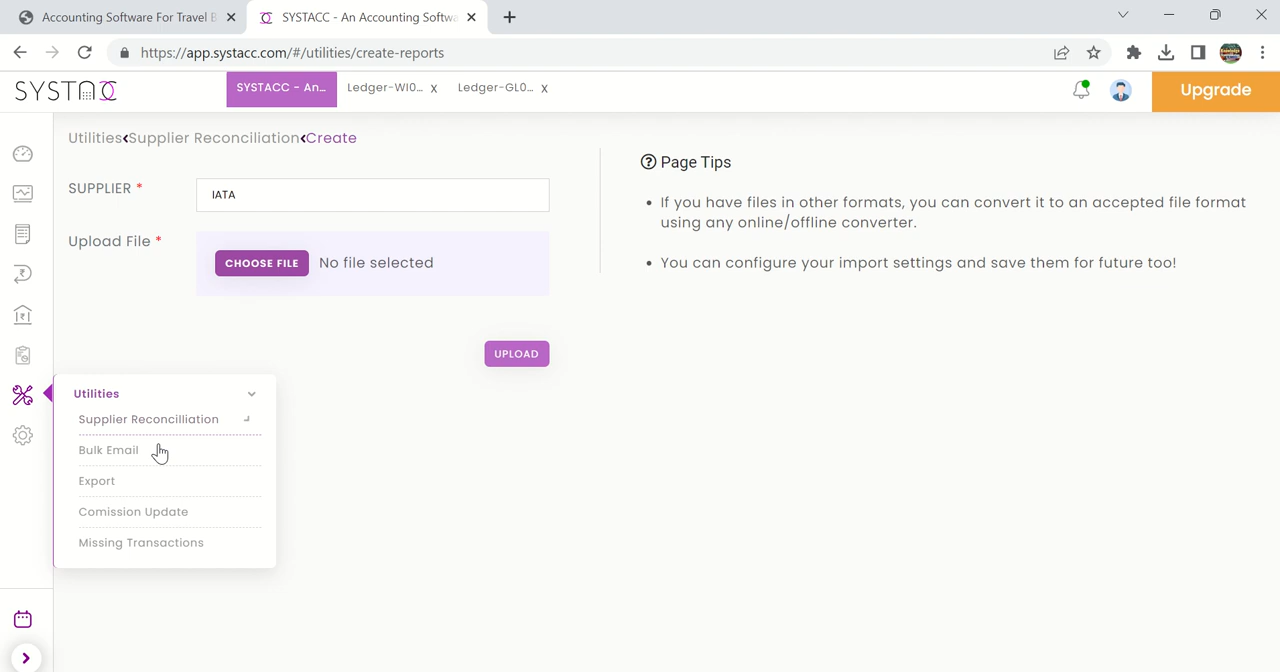 Accounting Software For Travel B
SYSTACC - An Accounting Softwa
https://app.systacc.com/#/utilities/create-reports
SYSTACC
SYSTACC - An...
Ledger-WI0... x
Ledger-GL0... x
Upgrade
Utilities‹Supplier Reconciliation‹Create
SUPPLIER *
IATA
Upload File *
CHOOSE FILE
No file selected
UPLOAD
? Page Tips
• If you have files in other formats, you can convert it to an accepted file format
using any online/offline converter.
• You can configure your import settings and save them for future too!
Utilities
Supplier Reconcilliation
Bulk Email
Export
Comission Update
Missing Transactions